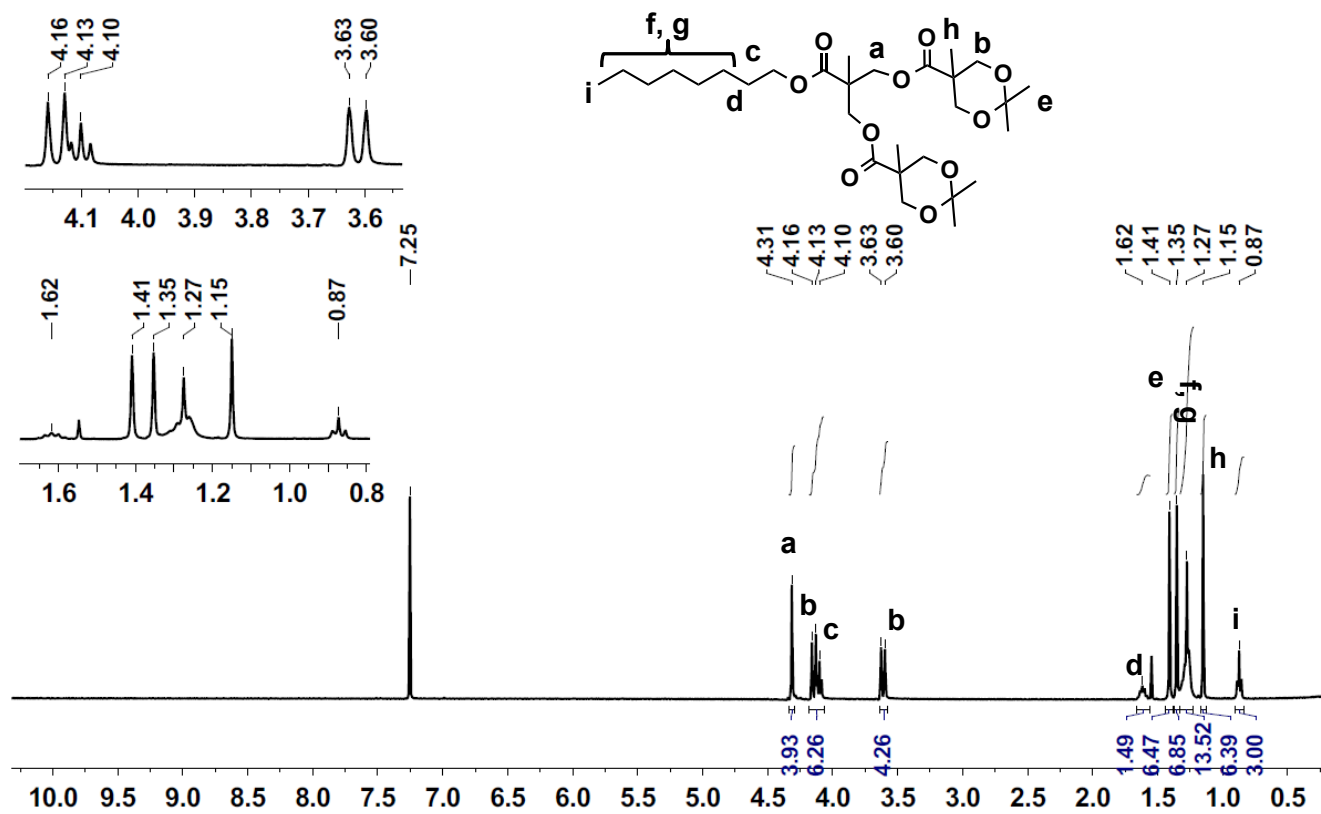 4.16
4.13
4.10
3.63
3.60
4.1 4.0 3.9 3.8 3.7 3.6
f, g
c
i
d
O
O
a
O
O
h
b
O
O
e
O
O
O
O
1.62
1.41
1.35
1.27
1.15
0.87
1.6 1.4 1.2 1.0 0.8
7.25
4.31
4.16
4.13
4.10
3.63
3.60
1.62
1.41
1.35
1.27
1.15
0.87
a
b
c
b
d
e
f, g
h
i
3.93
6.26
4.26
1.49
6.47
6.85
13.52
6.39
3.00
10.0 9.5 9.0 8.5 8.0 7.5 7.0 6.5 6.0 5.5 5.0 4.5 4.0 3.5 3.0 2.5 2.0 1.5 1.0 0.5